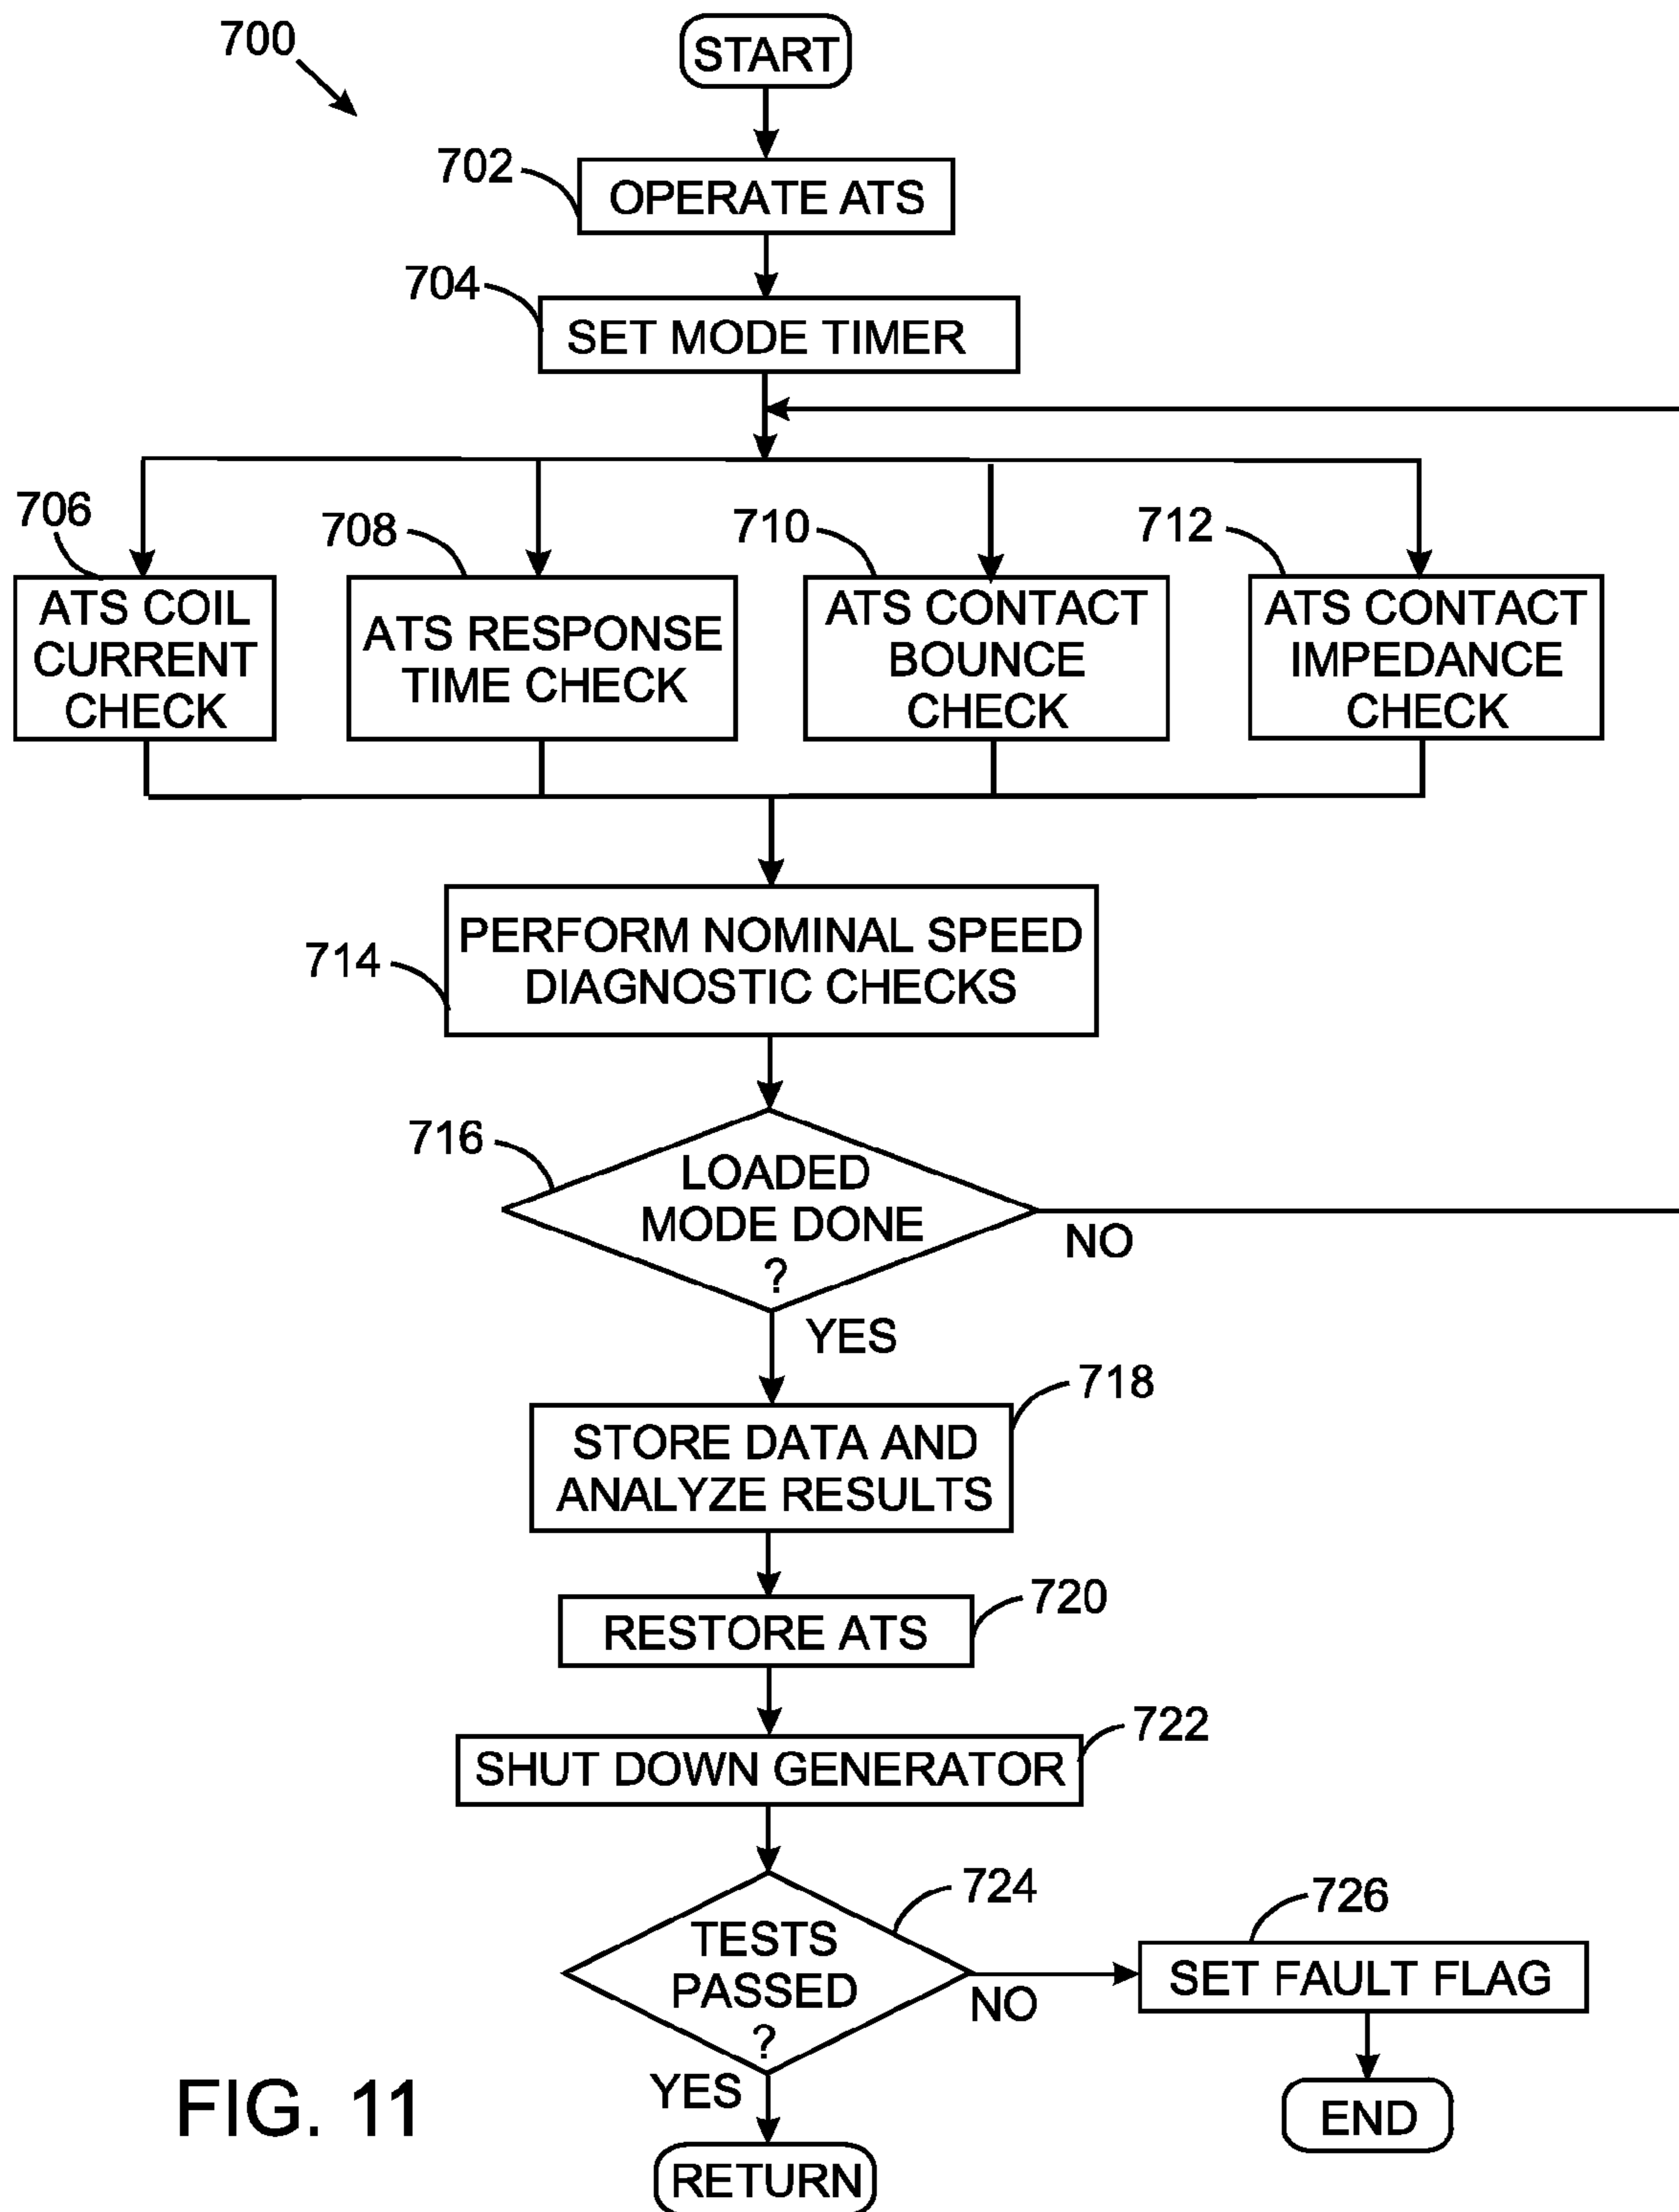 700
START
702
OPERATE ATS
704
SET MODE TIMER
706
ATS COIL
CURRENT
CHECK
708
ATS RESPONSE
TIME CHECK
710
ATS CONTACT
BOUNCE
CHECK
712
ATS CONTACT
IMPEDANCE
CHECK
714
PERFORM NOMINAL SPEED
DIAGNOSTIC CHECKS
716
LOADED
MODE DONE
?
NO
YES
718
STORE DATA AND
ANALYZE RESULTS
720
RESTORE ATS
722
SHUT DOWN GENERATOR
724
TESTS
PASSED
?
NO
726
SET FAULT FLAG
YES
END
RETURN
FIG. 11